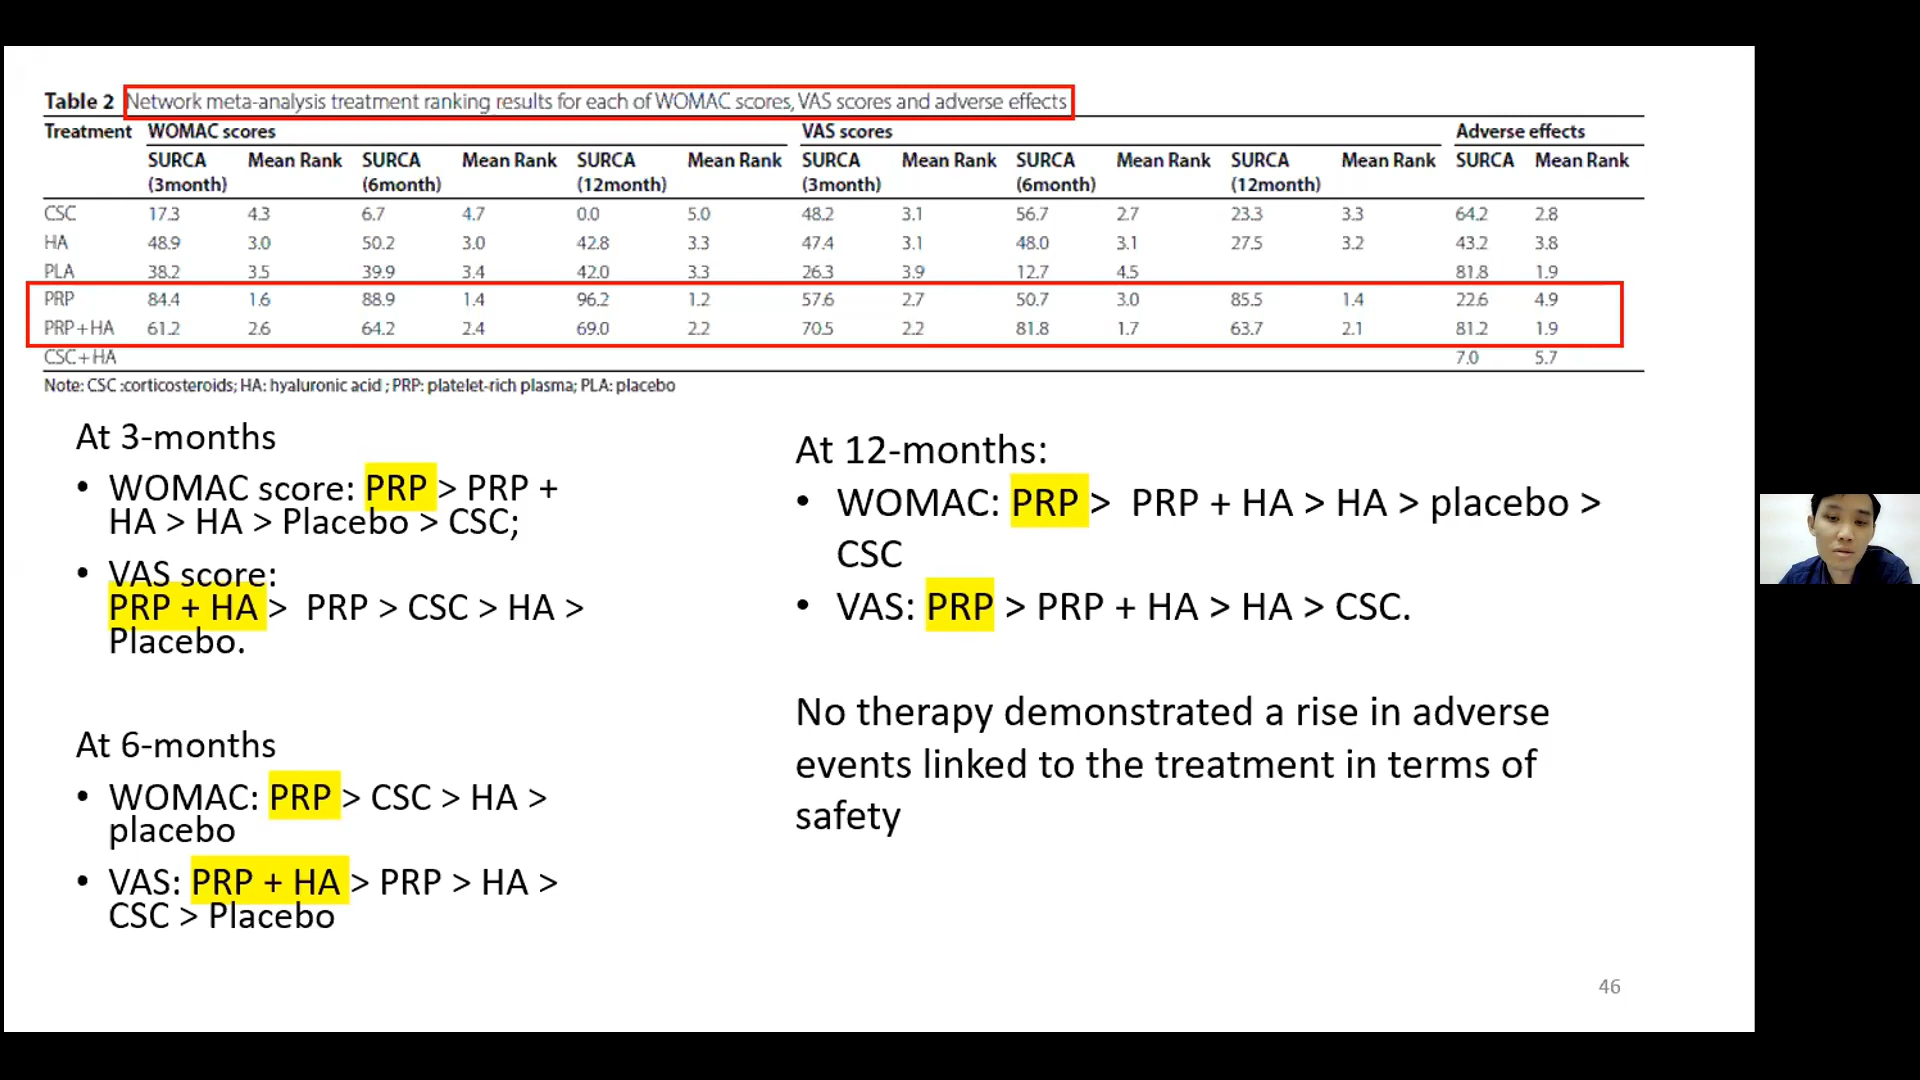 Table 2 Network meta-analysis treatment ranking results for each of WOMAC scores, VAS scores and adverse effects
Treatment WOMAC scores VAS scores Adverse effects
SURCA (3month) Mean Rank SURCA (6month) Mean Rank SURCA (12month) Mean Rank SURCA (3month) Mean Rank SURCA (6month) Mean Rank SURCA (12month) Mean Rank SURCA Mean Rank
CSC 17.3 4.3 6.7 4.7 0.0 5.0 48.2 3.1 56.7 2.7 23.3 3.3 64.2 2.8
HA 48.9 3.0 50.2 3.0 42.8 3.3 47.4 3.1 48.0 3.1 27.5 3.2 43.2 3.8
PLA 38.2 3.5 39.9 3.4 42.0 3.3 26.3 3.9 12.7 4.5 81.8 1.9
PRP 84.4 1.6 88.9 1.4 96.2 1.2 57.6 2.7 50.7 3.0 85.5 1.4 22.6 4.9
PRP + HA 61.2 2.6 64.2 2.4 69.0 2.2 70.5 2.2 81.8 1.7 63.7 2.1 81.2 1.9
CSC + HA 7.0 5.7
Note: CSC :corticosteroids; HA: hyaluronic acid ; PRP: platelet-rich plasma; PLA: placebo
At 3-months
• WOMAC score: PRP > PRP +
HA > HA > Placebo > CSC;
• VAS score:
PRP + HA > PRP > CSC > HA >
Placebo.
At 6-months
• WOMAC: PRP > CSC > HA >
placebo
• VAS: PRP + HA > PRP > HA >
CSC > Placebo
At 12-months:
• WOMAC: PRP > PRP + HA > HA > placebo >
CSC
• VAS: PRP > PRP + HA > HA > CSC.
No therapy demonstrated a rise in adverse
events linked to the treatment in terms of
safety
46